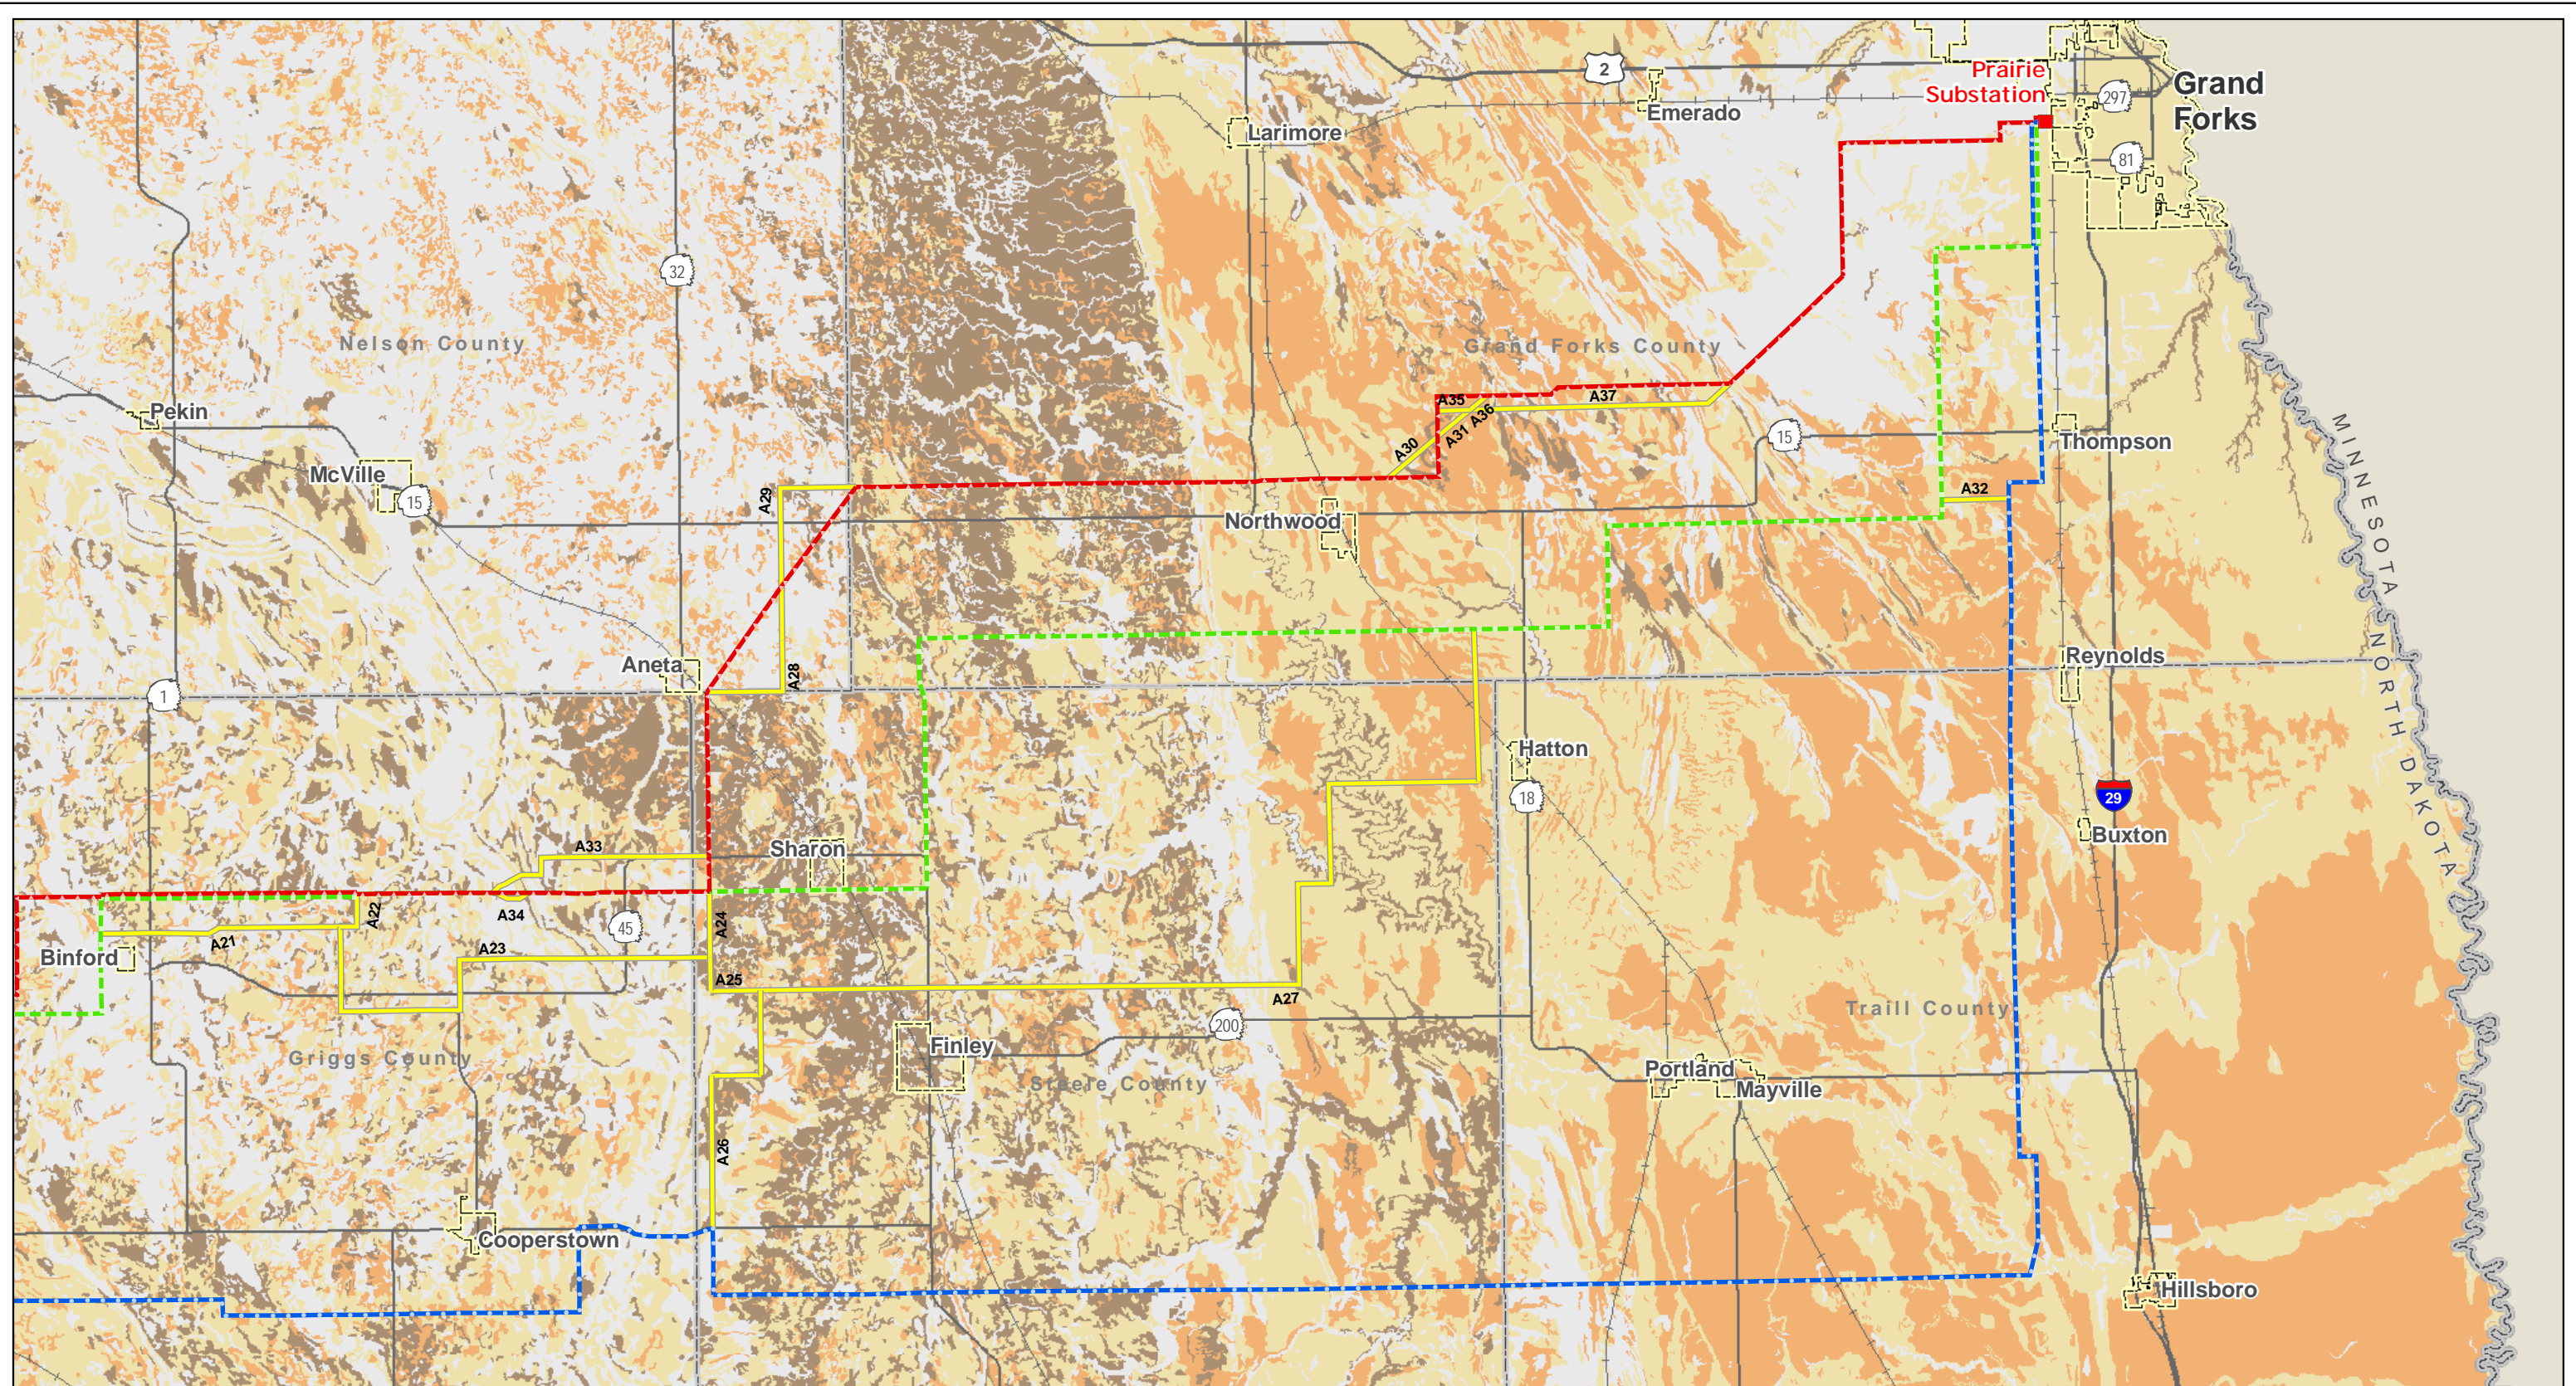 2
Prairie
Substation
Grand
Forks
297
Emerado
Larimore
81
32
Nelson County
Grand Forks County
Pekin
A35
A37
A36
A31
A30
15
Thompson
MINNESOTA
McVille
15
A29
A32
Northwood
NORTH DAKOTA
Aneta
A28
Reynolds
1
Hatton
18
29
Buxton
A33
Sharon
A22
A34
A24
45
A21
A23
Binford
A25
A27
Traill County
200
Finley
Griggs County
Steele County
Portland
Mayville
A26
Cooperstown
Hillsboro